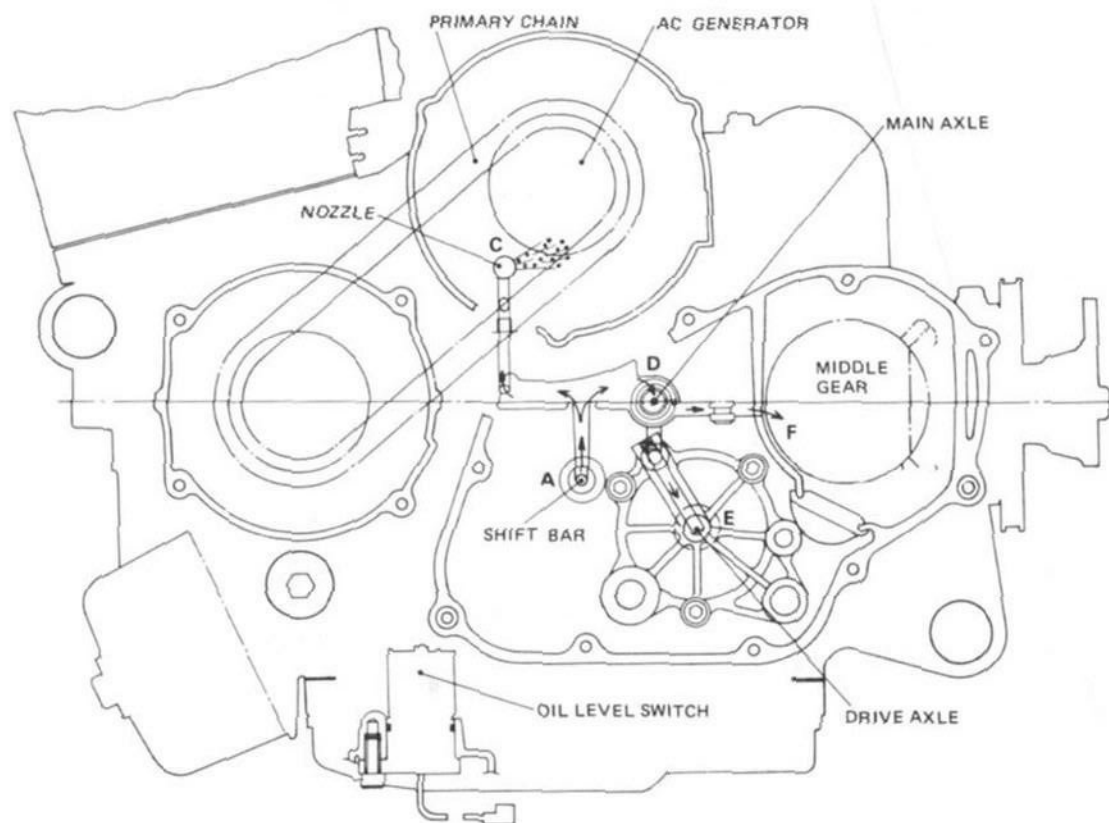 PRIMARY CHAIN
AC GENERATOR
MAIN AXLE
NOZZLE
C
D
MIDDLE
GEAR
F
A
E
SHIFT BAR
OIL LEVEL SWITCH
DRIVE AXLE